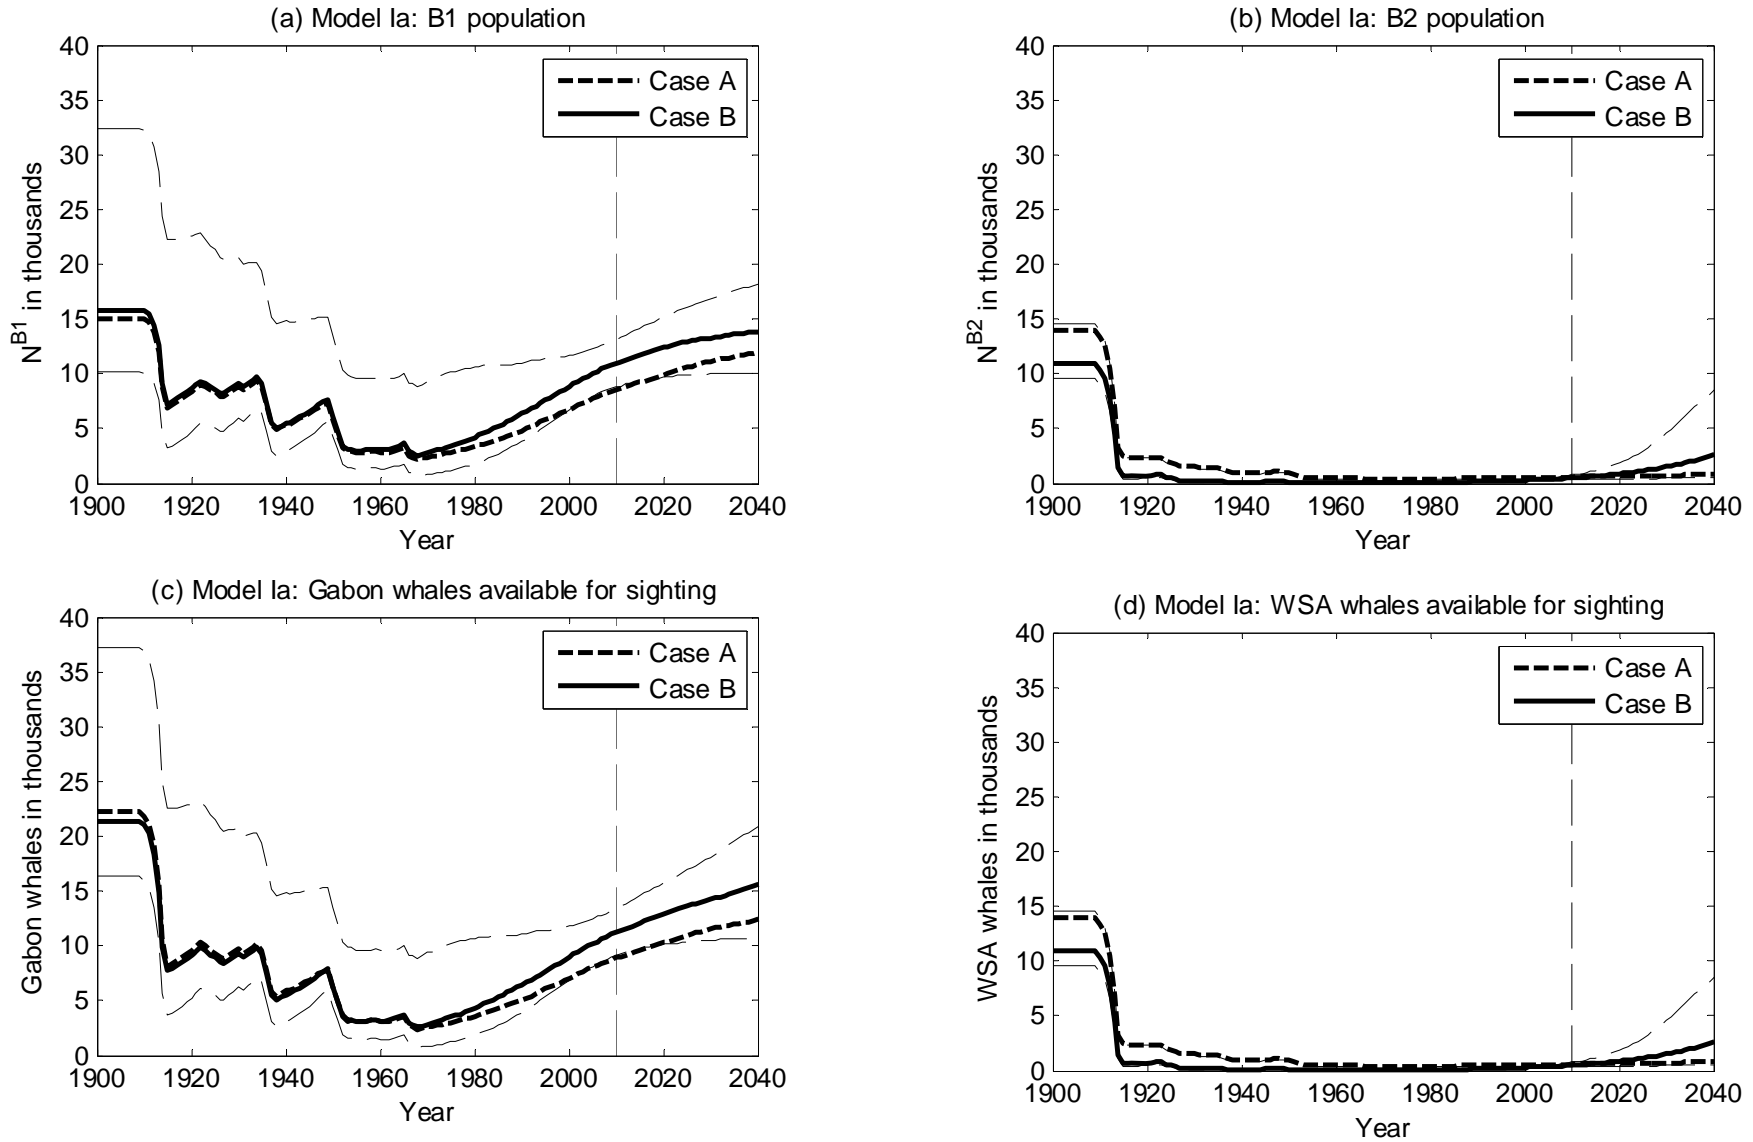 (a) Model Ia: B1 population
40
35
30
25
20
15
10
5
0
N^B1 in thousands
Case A
Case B
1900 1920 1940 1960 1980 2000 2020 2040
Year
(b) Model Ia: B2 population
40
35
30
25
20
15
10
5
0
N^B2 in thousands
Case A
Case B
1900 1920 1940 1960 1980 2000 2020 2040
Year
(c) Model Ia: Gabon whales available for sighting
40
35
30
25
20
15
10
5
0
Gabon whales in thousands
Case A
Case B
1900 1920 1940 1960 1980 2000 2020 2040
Year
(d) Model Ia: WSA whales available for sighting
40
35
30
25
20
15
10
5
0
WSA whales in thousands
Case A
Case B
1900 1920 1940 1960 1980 2000 2020 2040
Year